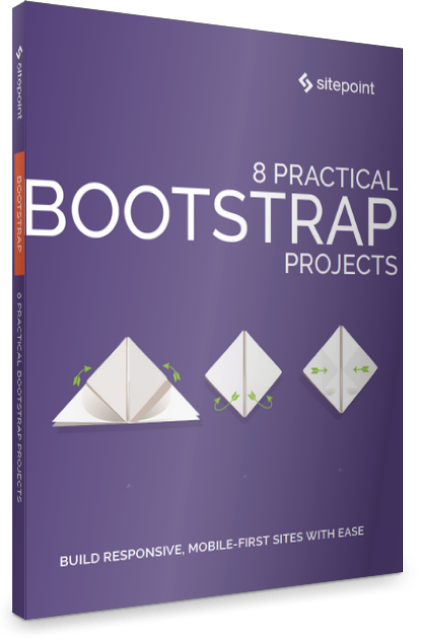 sitepoint
8 PRACTICAL
BOOTSTRAP
PROJECTS
BUILD RESPONSIVE, MOBILE-FIRST SITES WITH EASE
sitepoint
BOOTSTRAP
8 PRACTICAL BOOTSTRAP PROJECTS